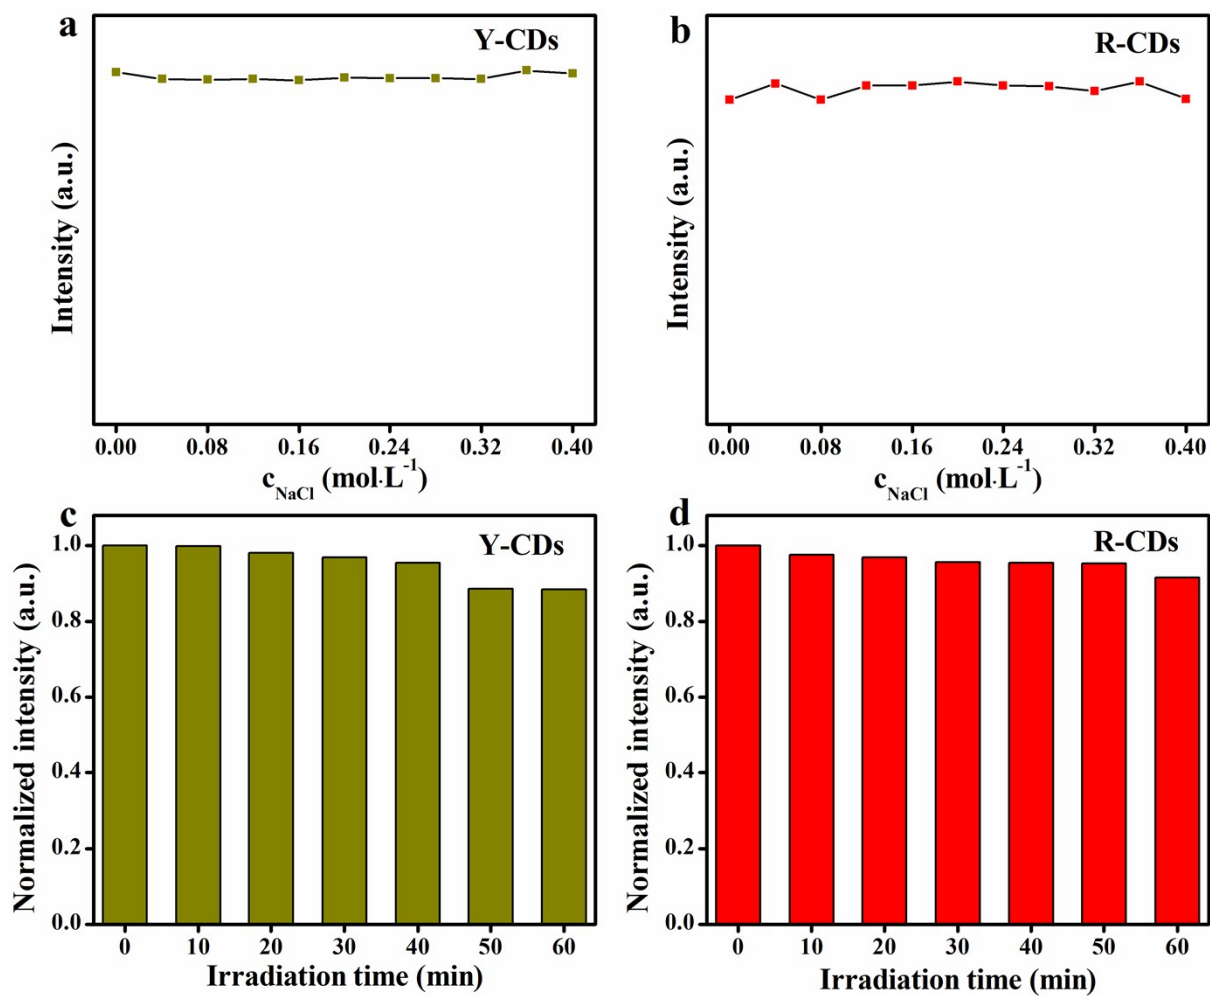 a
Y-CDs
Intensity (a.u.)
0.00 0.08 0.16 0.24 0.32 0.40
c_NaCl (mol·L⁻¹)
b
R-CDs
Intensity (a.u.)
0.00 0.08 0.16 0.24 0.32 0.40
c_NaCl (mol·L⁻¹)
c
Y-CDs
Normalized intensity (a.u.)
1.0
0.8
0.6
0.4
0.2
0.0
0 10 20 30 40 50 60
Irradiation time (min)
d
R-CDs
Normalized intensity (a.u.)
1.0
0.8
0.6
0.4
0.2
0.0
0 10 20 30 40 50 60
Irradiation time (min)